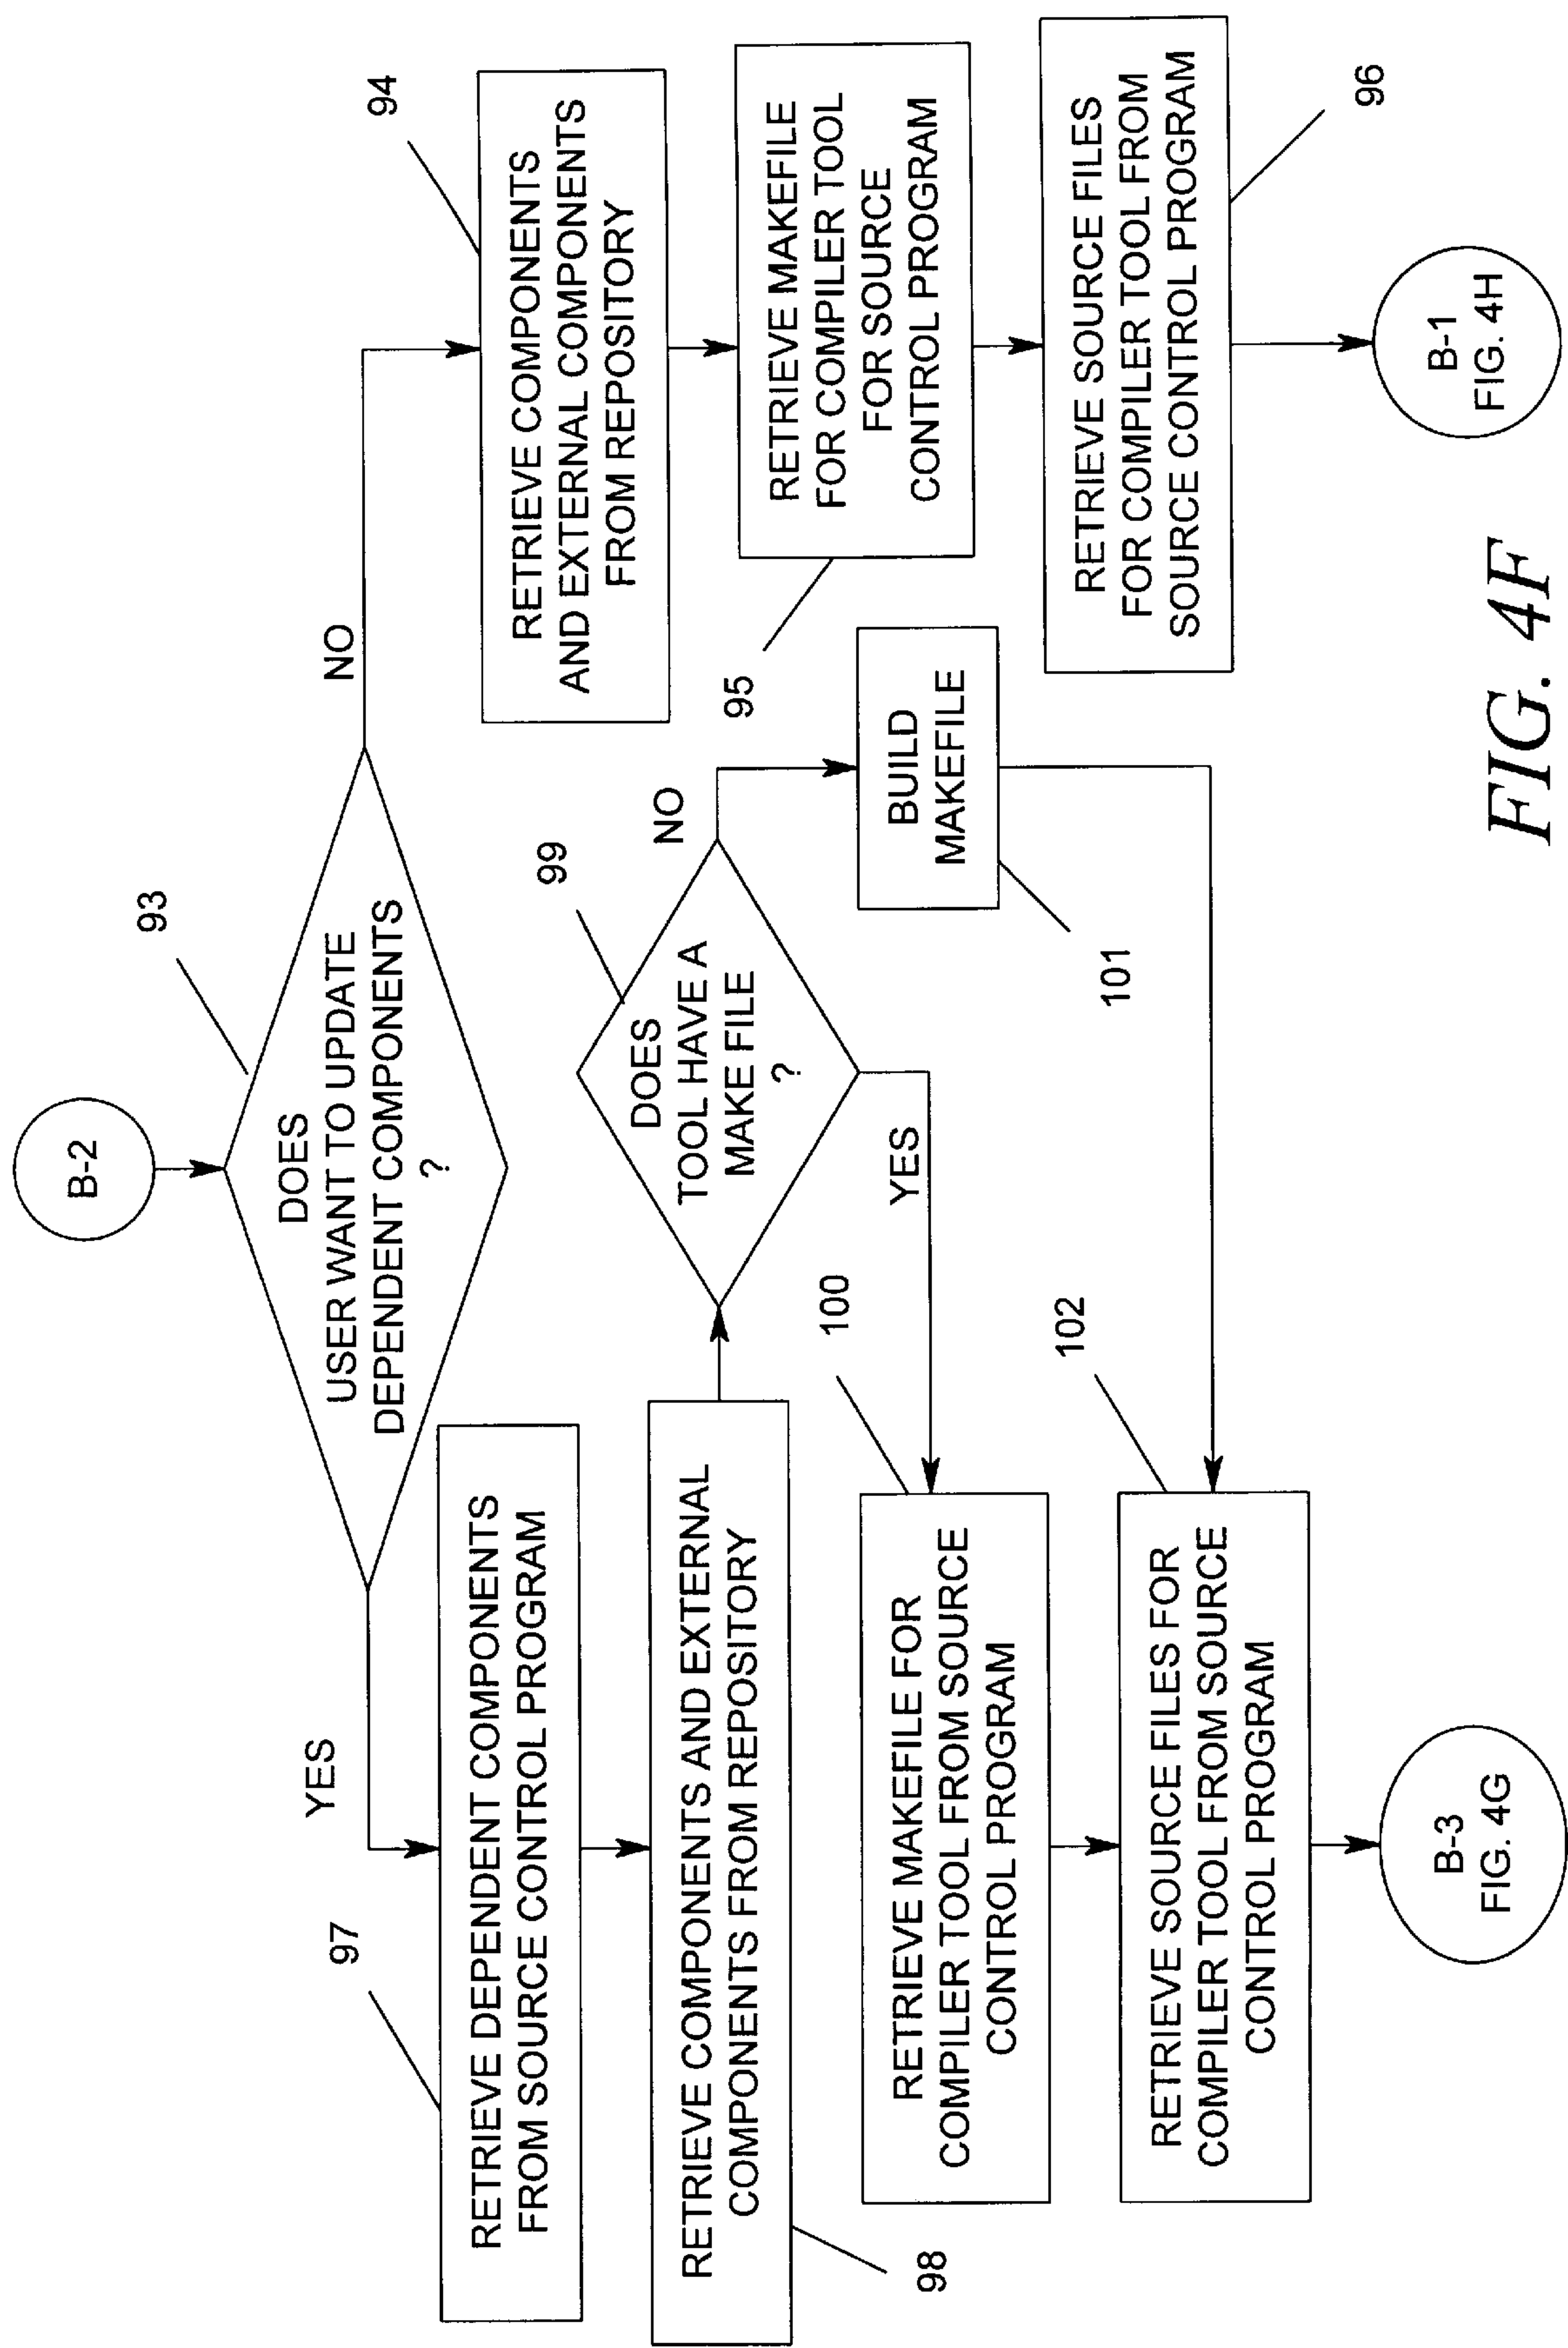 B-2
93
DOES
USER WANT TO UPDATE
DEPENDENT COMPONENTS
?
YES
NO
97
RETRIEVE DEPENDENT COMPONENTS
FROM SOURCE CONTROL PROGRAM
98
RETRIEVE COMPONENTS AND EXTERNAL
COMPONENTS FROM REPOSITORY
99
DOES
TOOL HAVE A
MAKE FILE
?
YES
NO
100
RETRIEVE MAKEFILE FOR
COMPILER TOOL FROM SOURCE
CONTROL PROGRAM
101
BUILD
MAKEFILE
102
RETRIEVE SOURCE FILES FOR
COMPILER TOOL FROM SOURCE
CONTROL PROGRAM
B-3
FIG. 4G
94
RETRIEVE COMPONENTS
AND EXTERNAL COMPONENTS
FROM REPOSITORY
95
RETRIEVE MAKEFILE
FOR COMPILER TOOL
FOR SOURCE
CONTROL PROGRAM
96
RETRIEVE SOURCE FILES
FOR COMPILER TOOL FROM
SOURCE CONTROL PROGRAM
B-1
FIG. 4H
FIG. 4F